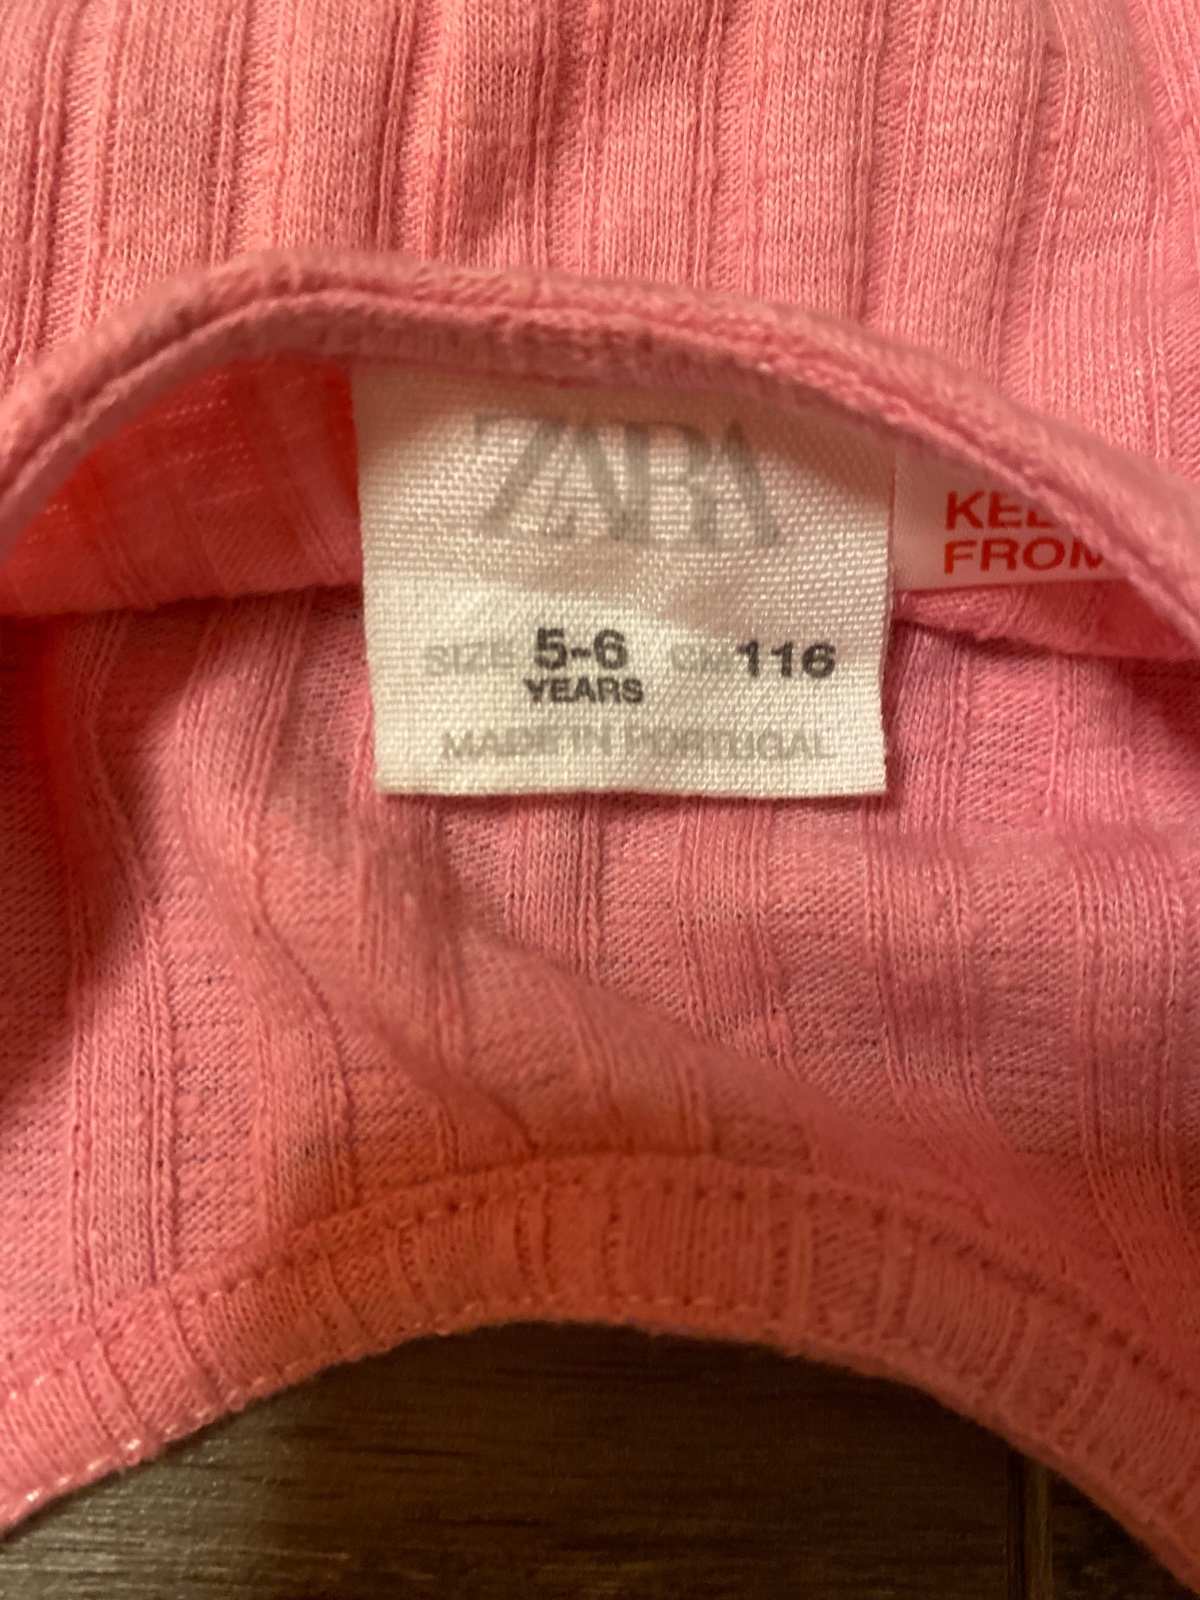 ZARA
SIZE 5-6 CM 116
YEARS
MADE IN PORTUGAL
KEE
FROM